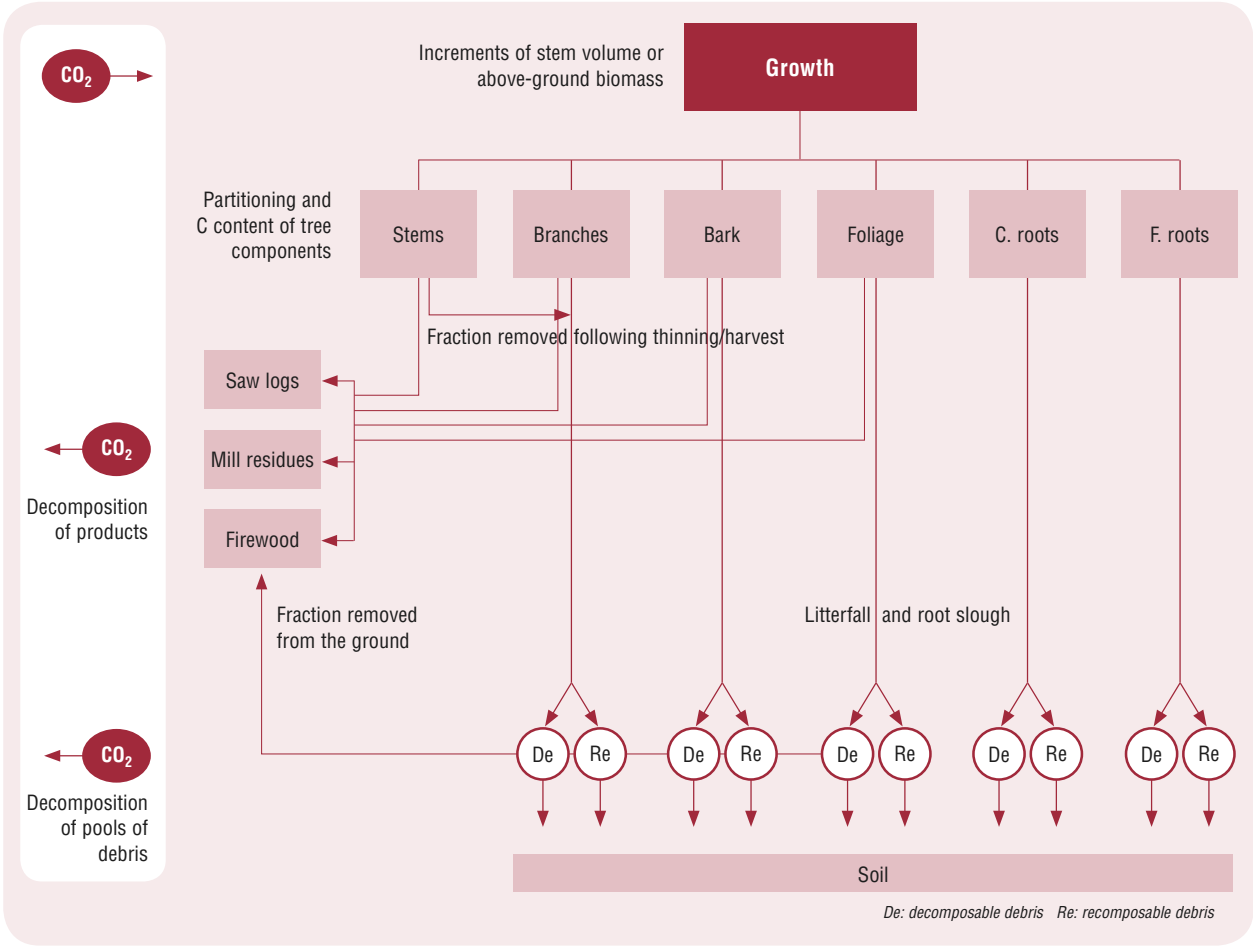 CO2
Increments of stem volume or
above-ground biomass
Growth
Partitioning and
C content of tree
components
Stems
Branches
Bark
Foliage
C. roots
F. roots
Fraction removed following thinning/harvest
Saw logs
CO2
Mill residues
Decomposition
of products
Firewood
Fraction removed
from the ground
Litterfall and root slough
CO2
De
Re
De
Re
De
Re
De
Re
De
Re
Decomposition
of pools of
debris
Soil
De: decomposable debris Re: recomposable debris